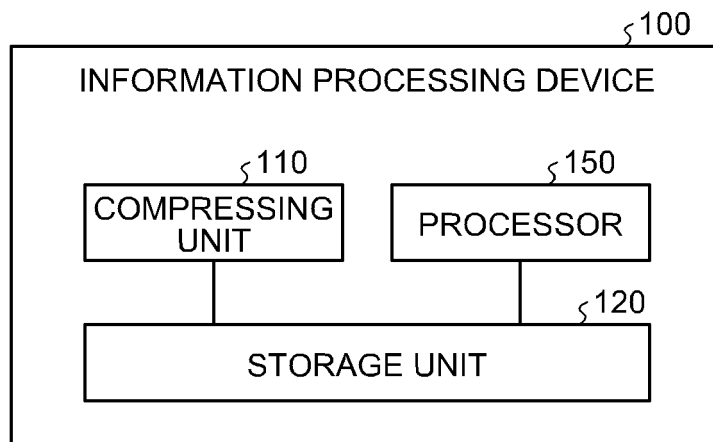 100
INFORMATION PROCESSING DEVICE
110
150
COMPRESSING
UNIT
PROCESSOR
120
STORAGE UNIT